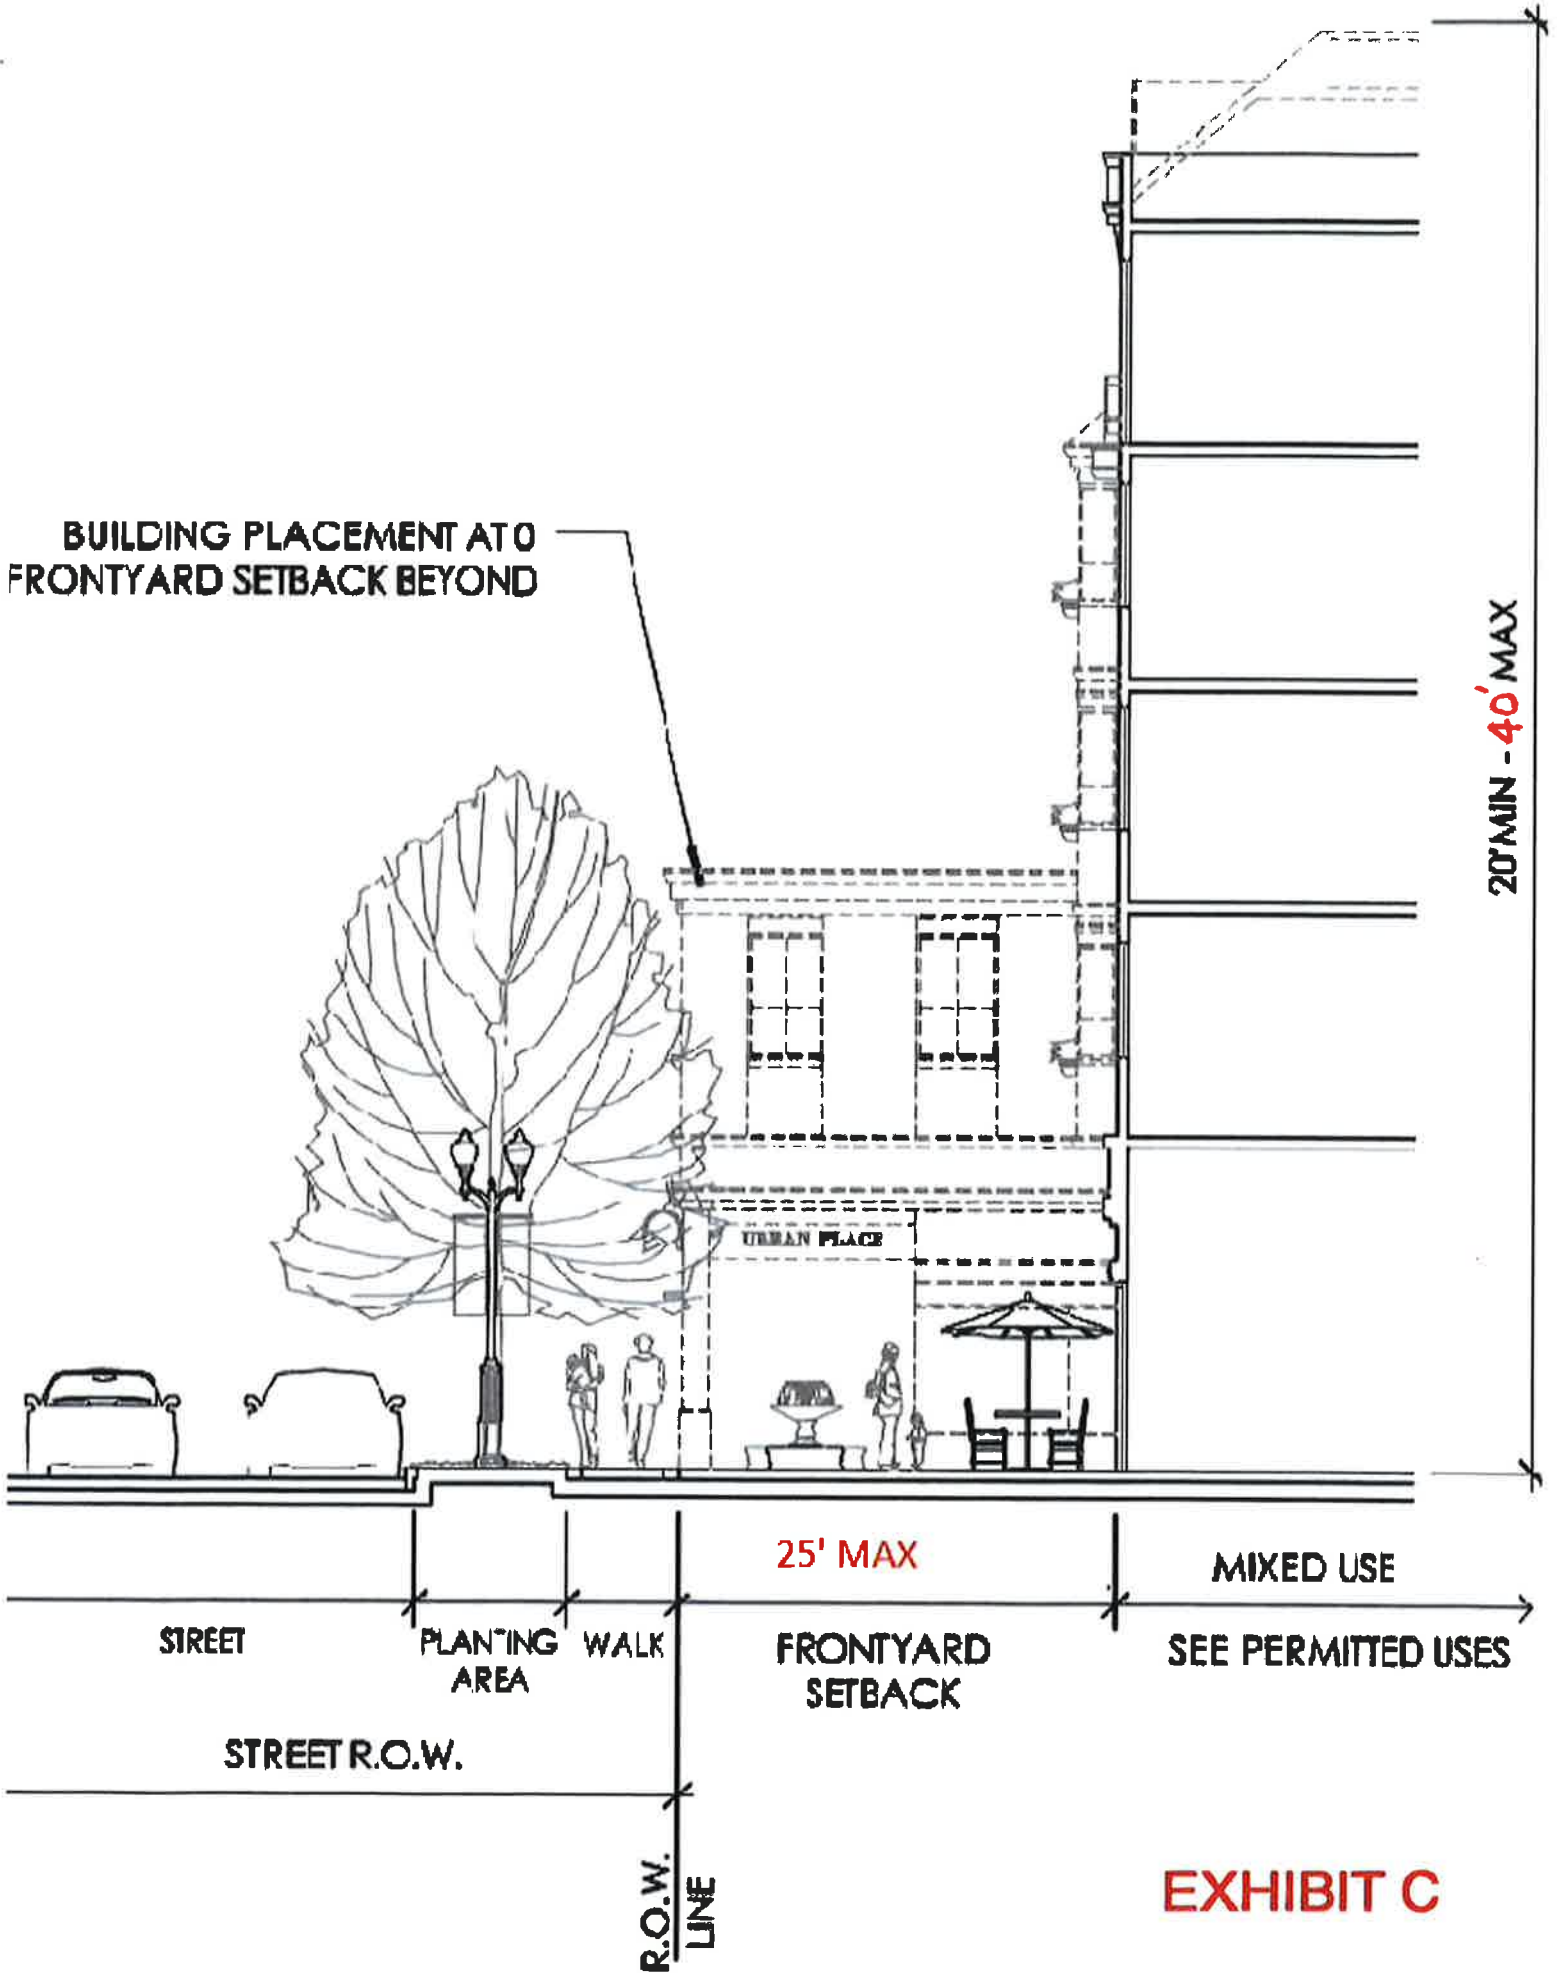 BUILDING PLACEMENT AT 0
FRONTYARD SETBACK BEYOND
20' MIN - 40' MAX
URBAN PLACE
25' MAX
MIXED USE
STREET
PLANTING
AREA
WALK
FRONTYARD
SETBACK
SEE PERMITTED USES
STREET R.O.W.
R.O.W.
LINE
EXHIBIT C